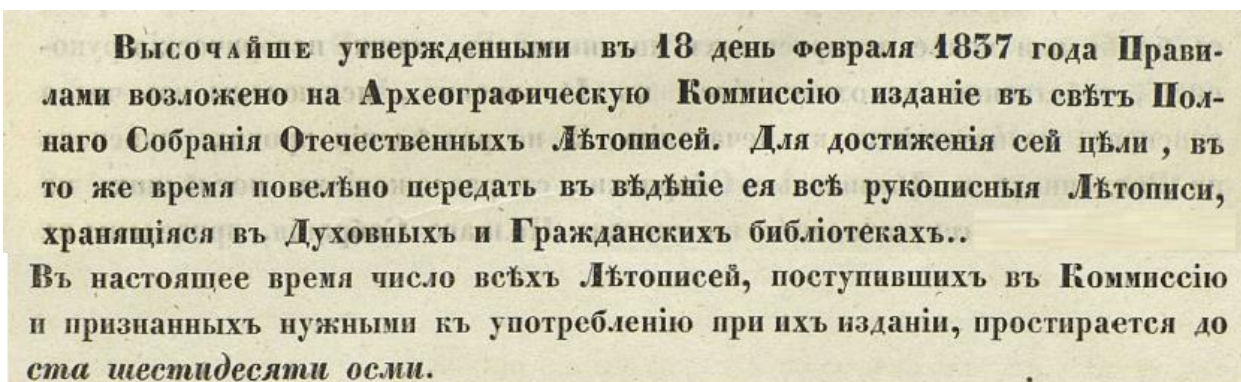 Высочайше утвержденными въ 18 день февраля 1837 года Прави-
лами возложено на Археографическую Коммиссію изданіе въ свѣтъ Пол-
наго Собранія Отечественныхъ Лѣтописей. Для достиженія сей цѣли , въ
то же время повелѣно передать въ вѣдѣніе ея всѣ рукописныя Лѣтописи,
хранящіяся въ Духовныхъ и Гражданскихъ библіотекахъ..
Въ настоящее время число всѣхъ Лѣтописей, поступившихъ въ Коммиссію
и признанныхъ нужными къ употребленію при ихъ изданіи, простирается до
ста шестидесяти осми.